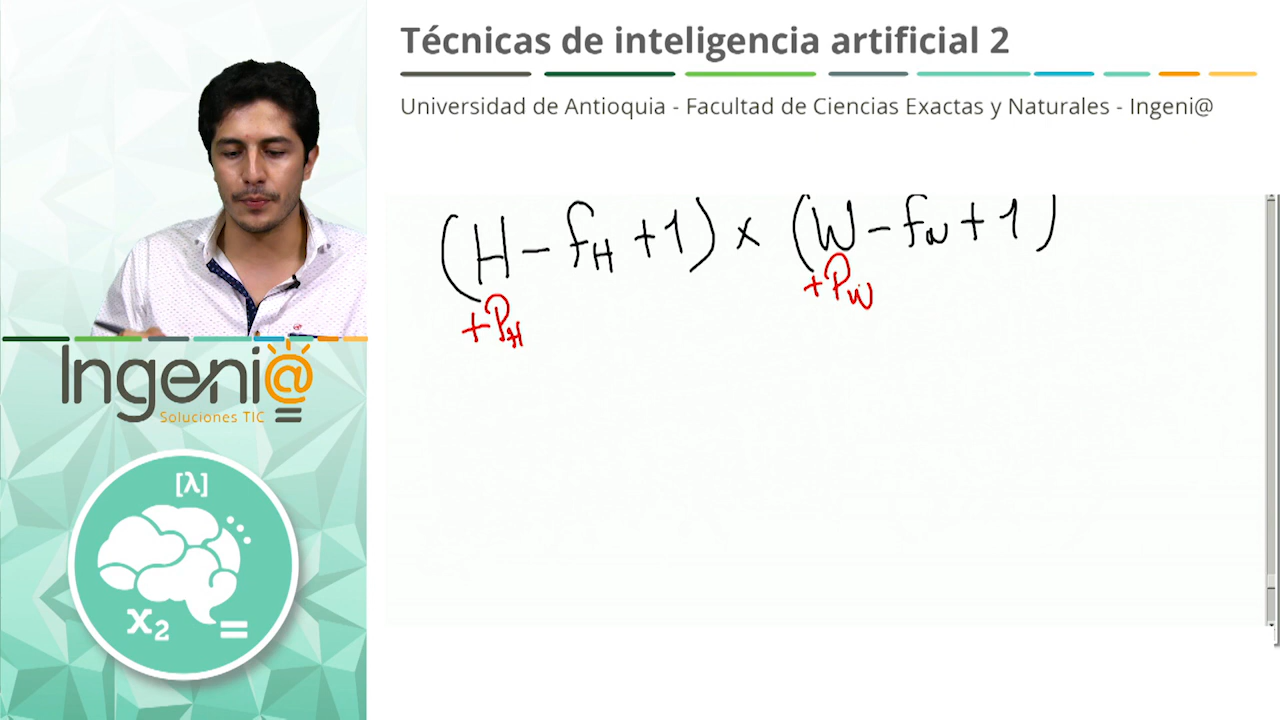 Técnicas de inteligencia artificial 2
Universidad de Antioquia - Facultad de Ciencias Exactas y Naturales - Ingeni@
(H - f_H + 1) × (W - f_W + 1)
+P_H +P_W
Ingeni@
Soluciones TIC
[λ]
x₂ =